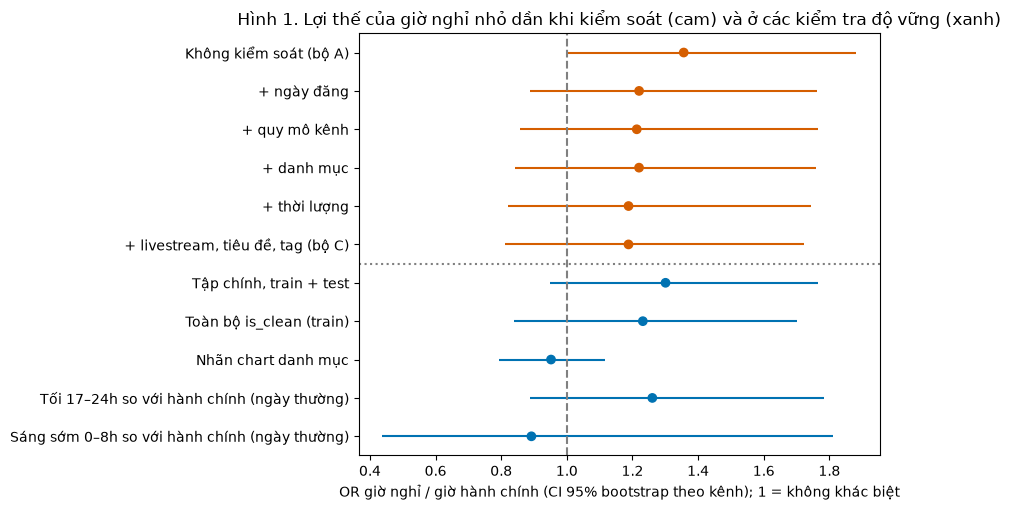 Hình 1. Lợi thế của giờ nghỉ nhỏ dần khi kiểm soát (cam) và ở các kiểm tra độ vững (xanh)
Không kiểm soát (bộ A)
+ ngày đăng
+ quy mô kênh
+ danh mục
+ thời lượng
+ livestream, tiêu đề, tag (bộ C)
Tập chính, train + test
Toàn bộ is_clean (train)
Nhãn chart danh mục
Tối 17–24h so với hành chính (ngày thường)
Sáng sớm 0–8h so với hành chính (ngày thường)
0.4 0.6 0.8 1.0 1.2 1.4 1.6 1.8
OR giờ nghỉ / giờ hành chính (CI 95% bootstrap theo kênh); 1 = không khác biệt